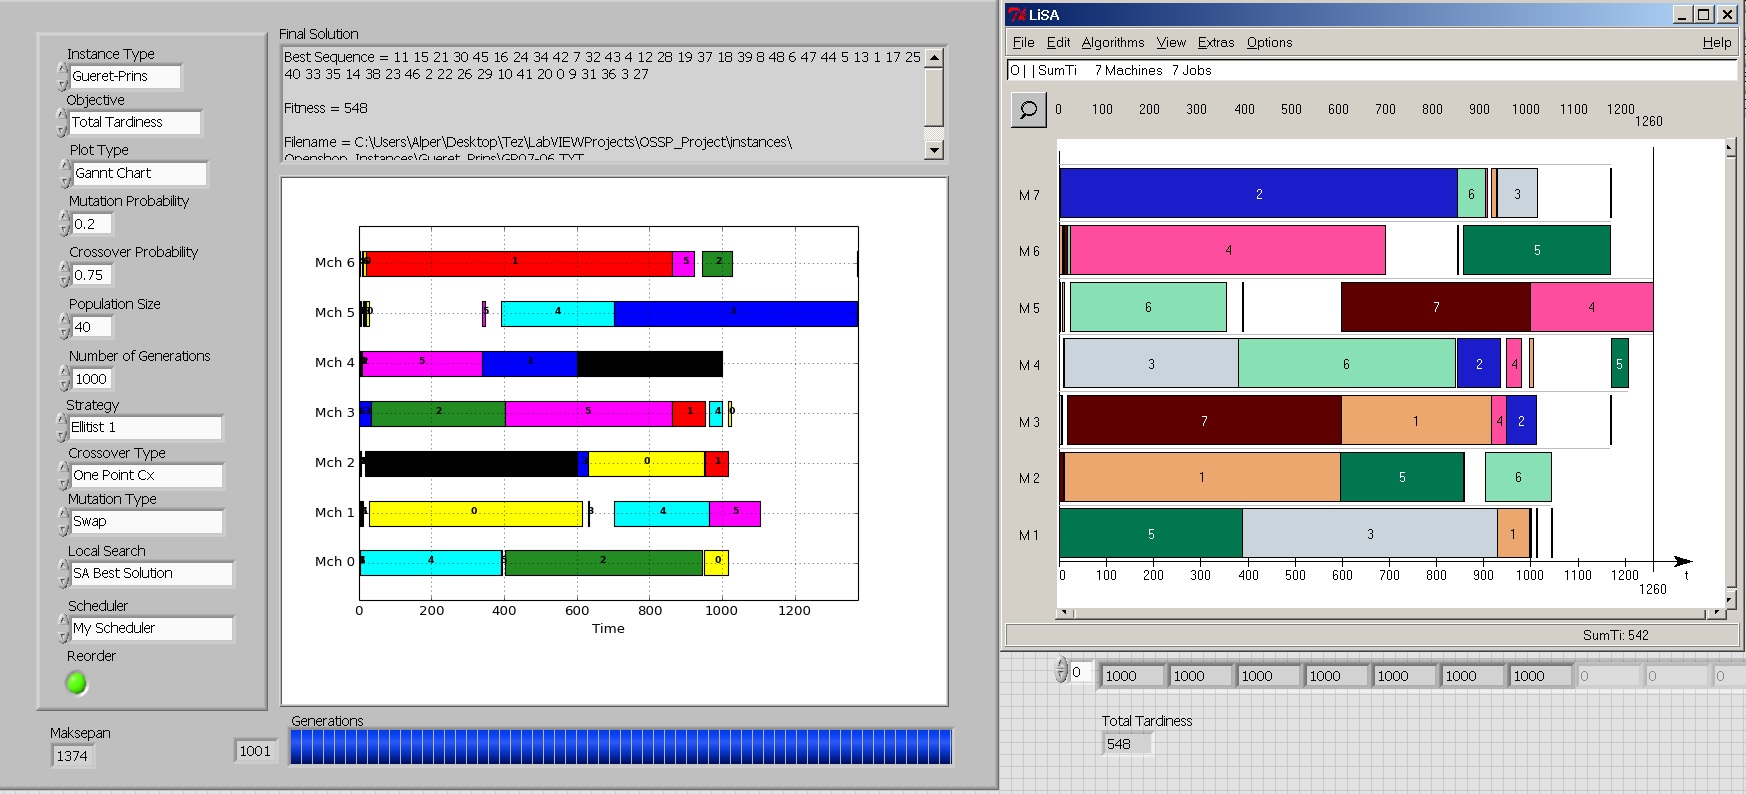 Instance Type
Gueret-Prins
Objective
Total Tardiness
Plot Type
Gannt Chart
Mutation Probability
0.2
Crossover Probability
0.75
Population Size
40
Number of Generations
1000
Strategy
Ellitist 1
Crossover Type
One Point Cx
Mutation Type
Swap
Local Search
SA Best Solution
Scheduler
My Scheduler
Reorder
Maksepan
1374
1001
Final Solution
Best Sequence = 11 15 21 30 45 16 24 34 42 7 32 43 4 12 28 19 37 18 39 8 48 6 47 44 5 13 1 17 25
40 33 35 14 38 23 46 2 22 26 29 10 41 20 0 9 31 36 3 27
Fitness = 548
Filename = C:\Users\Alper\Desktop\Tez\LabVIEWProjects\OSSP_Project\instances\
Openshop_Instances\Gueret_Prins\GP07-06.TXT
Mch 6 1 5 2
Mch 5 5 4 3
Mch 4 5 3
Mch 3 2 5 1 4 0
Mch 2 0 1
Mch 1 0 3 4 5
Mch 0 4 2 0
0 200 400 600 800 1000 1200
Time
Generations
LiSA
File Edit Algorithms View Extras Options Help
O | | SumTi 7 Machines 7 Jobs
0 100 200 300 400 500 600 700 800 900 1000 1100 1200
1260
M 7 2 6 3
M 6 4 5
M 5 6 7 4
M 4 3 6 2 4 5
M 3 7 1 4 2
M 2 1 5 6
M 1 5 3 1
0 100 200 300 400 500 600 700 800 900 1000 1100 1200 t
1260
SumTi: 542
0 1000 1000 1000 1000 1000 1000 1000 0 0 0
Total Tardiness
548